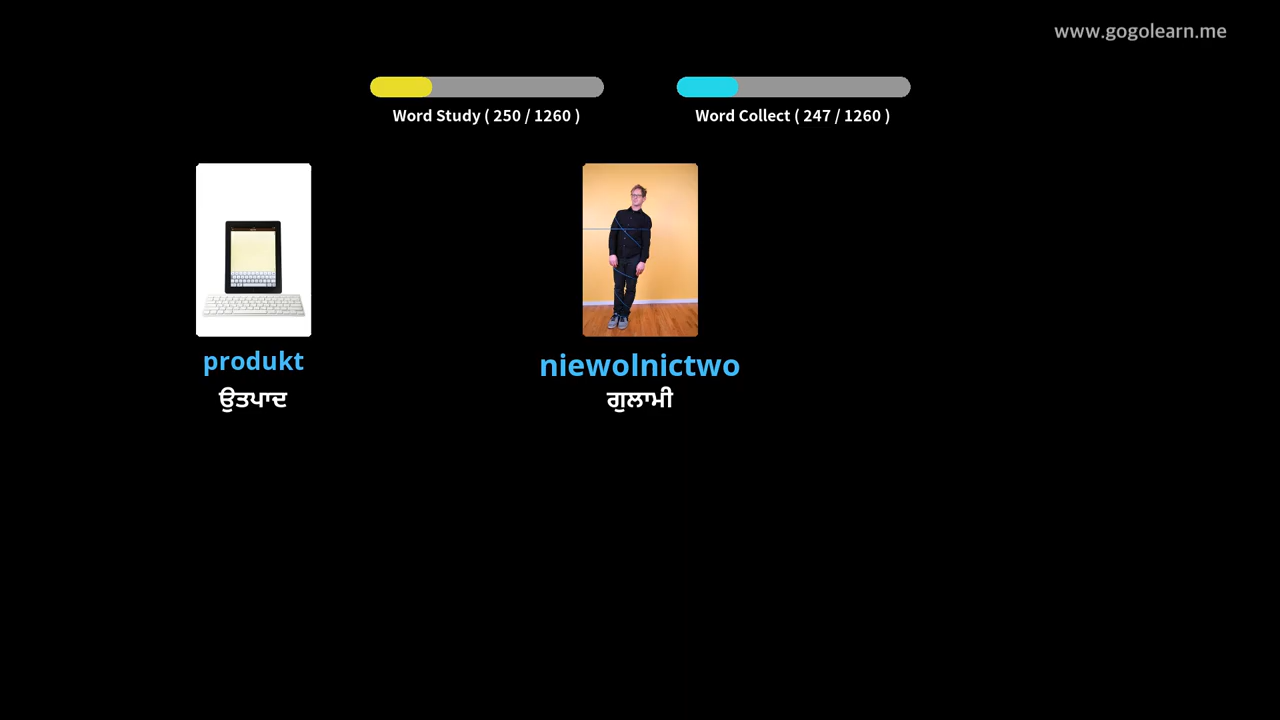 www.gogolearn.me
Word Study ( 250 / 1260 )
Word Collect ( 247 / 1260 )
produkt
ਉਤਪਾਦ
niewolnictwo
ਗੁਲਾਮੀ